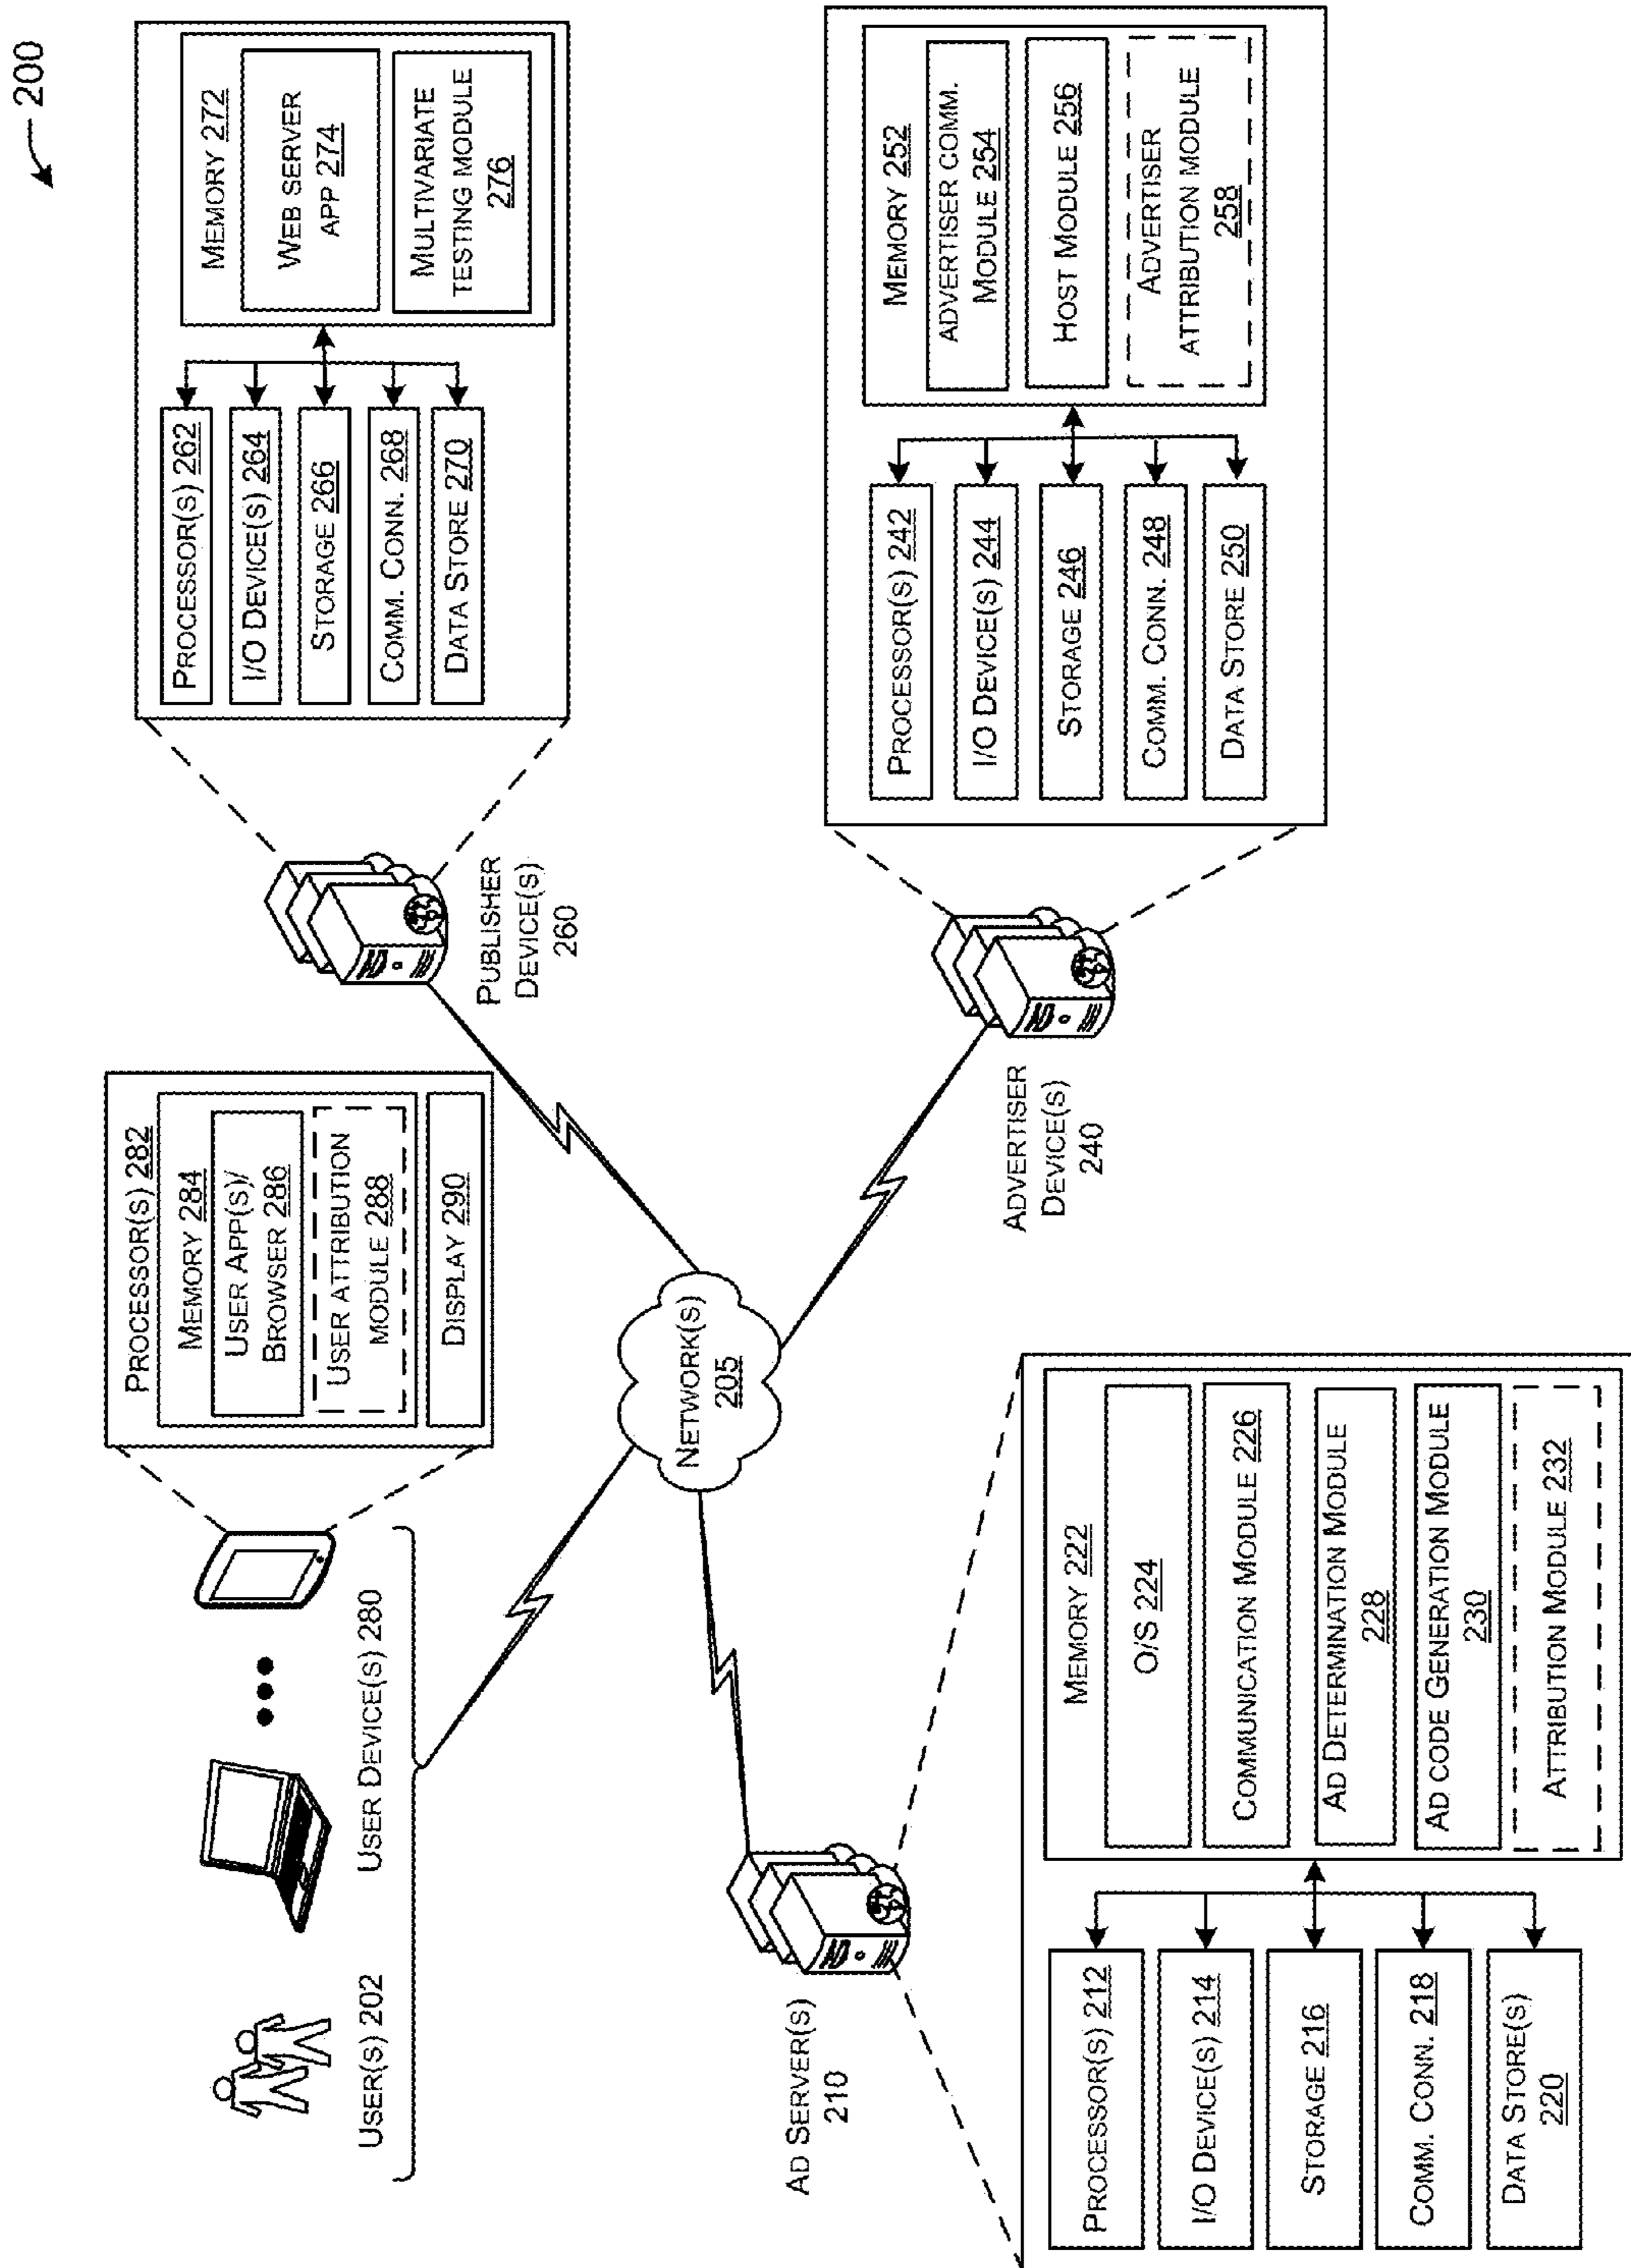 200
USER(S) 202
USER DEVICE(S) 280
PROCESSOR(S) 282
MEMORY 284
USER APP(S)/
BROWSER 286
USER ATTRIBUTION
MODULE 288
DISPLAY 290
PROCESSOR(S) 262
I/O DEVICE(S) 264
STORAGE 266
COMM. CONN. 268
DATA STORE 270
MEMORY 272
WEB SERVER
APP 274
MULTIVARIATE
TESTING MODULE
276
PUBLISHER
DEVICE(S)
260
NETWORK(S)
205
AD SERVER(S)
210
ADVERTISER
DEVICE(S)
240
PROCESSOR(S) 242
I/O DEVICE(S) 244
STORAGE 246
COMM. CONN. 248
DATA STORE 250
MEMORY 252
ADVERTISER COMM.
MODULE 254
HOST MODULE 256
ADVERTISER
ATTRIBUTION MODULE
258
PROCESSOR(S) 212
I/O DEVICE(S) 214
STORAGE 216
COMM. CONN. 218
DATA STORE(S)
220
MEMORY 222
O/S 224
COMMUNICATION MODULE 226
AD DETERMINATION MODULE
228
AD CODE GENERATION MODULE
230
ATTRIBUTION MODULE 232